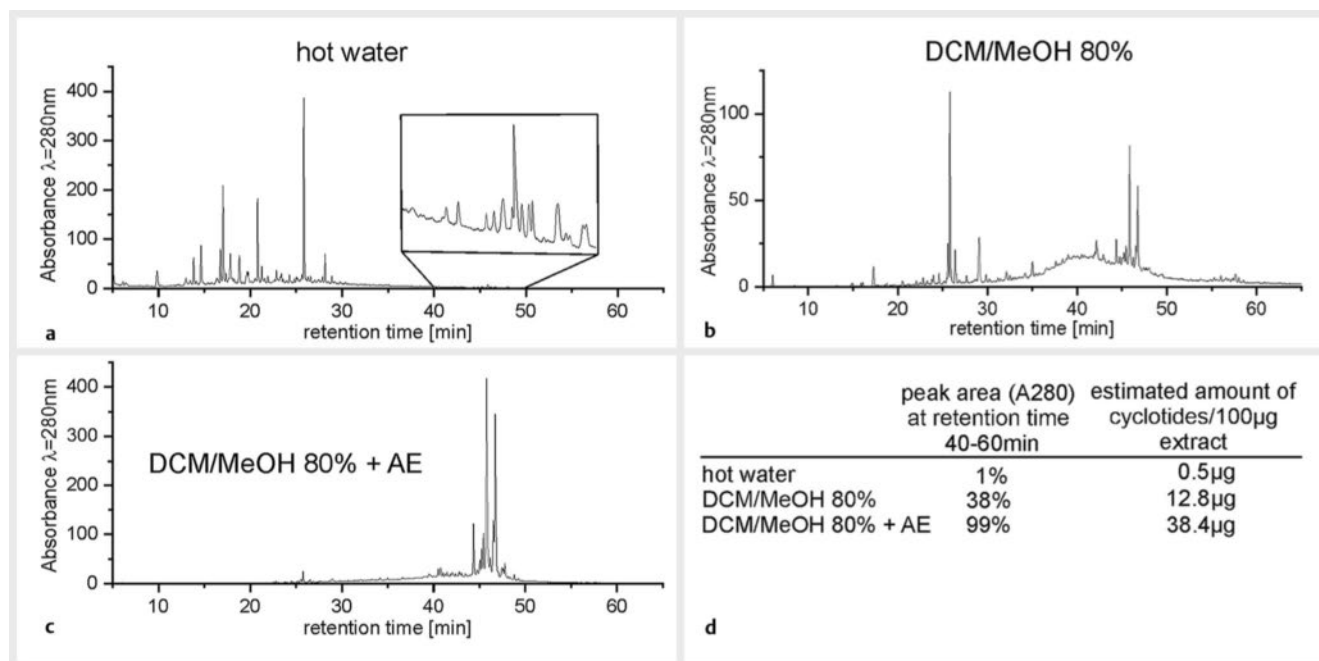 hot water
Absorbance λ=280nm
400
300
200
100
0
10 20 30 40 50 60
retention time [min]
a
DCM/MeOH 80%
Absorbance λ=280nm
100
50
0
10 20 30 40 50 60
retention time [min]
b
DCM/MeOH 80% + AE
Absorbance λ=280nm
400
300
200
100
0
10 20 30 40 50 60
retention time [min]
c
peak area (A280) estimated amount of
at retention time cyclotides/100µg
40-60min extract
hot water 1% 0.5µg
DCM/MeOH 80% 38% 12.8µg
DCM/MeOH 80% + AE 99% 38.4µg
d